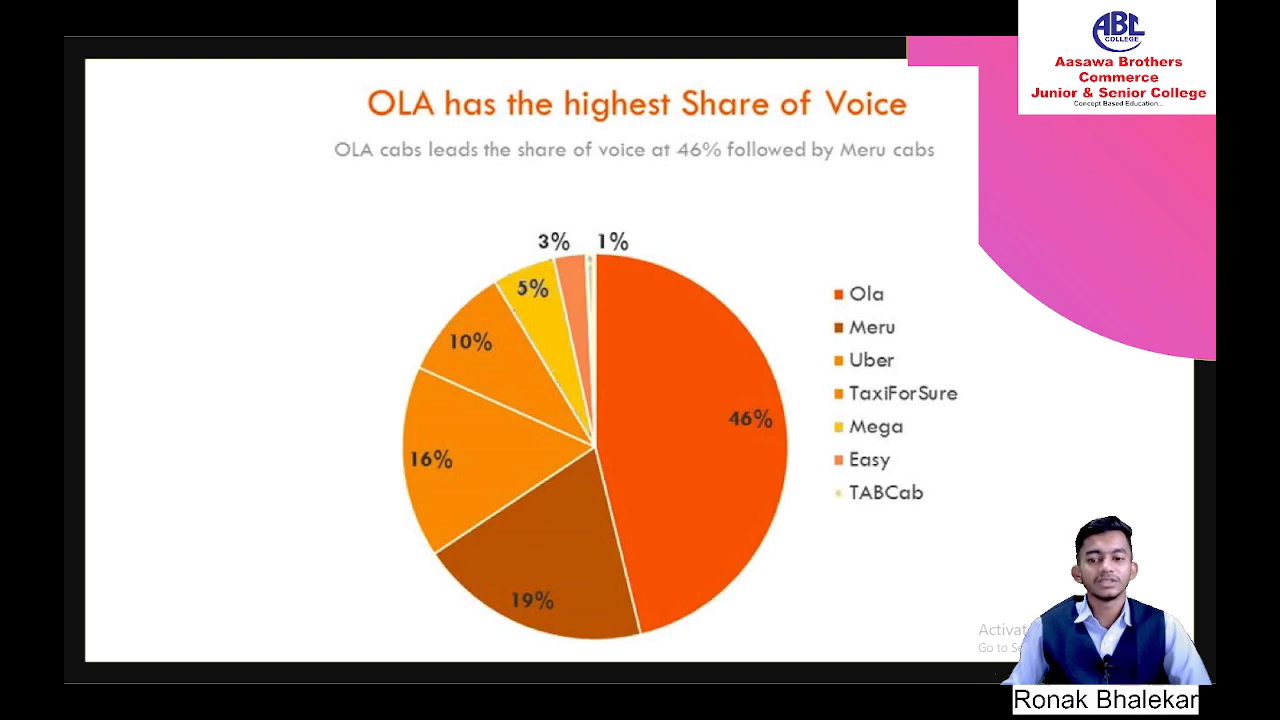 ABC
COLLEGE
Aasawa Brothers
Commerce
Junior & Senior College
Concept Based Education...
OLA has the highest Share of Voice
OLA cabs leads the share of voice at 46% followed by Meru cabs
3%
1%
5%
10%
46%
16%
19%
Ola
Meru
Uber
TaxiForSure
Mega
Easy
TABCab
Activat
Go to Se
Ronak Bhalekar